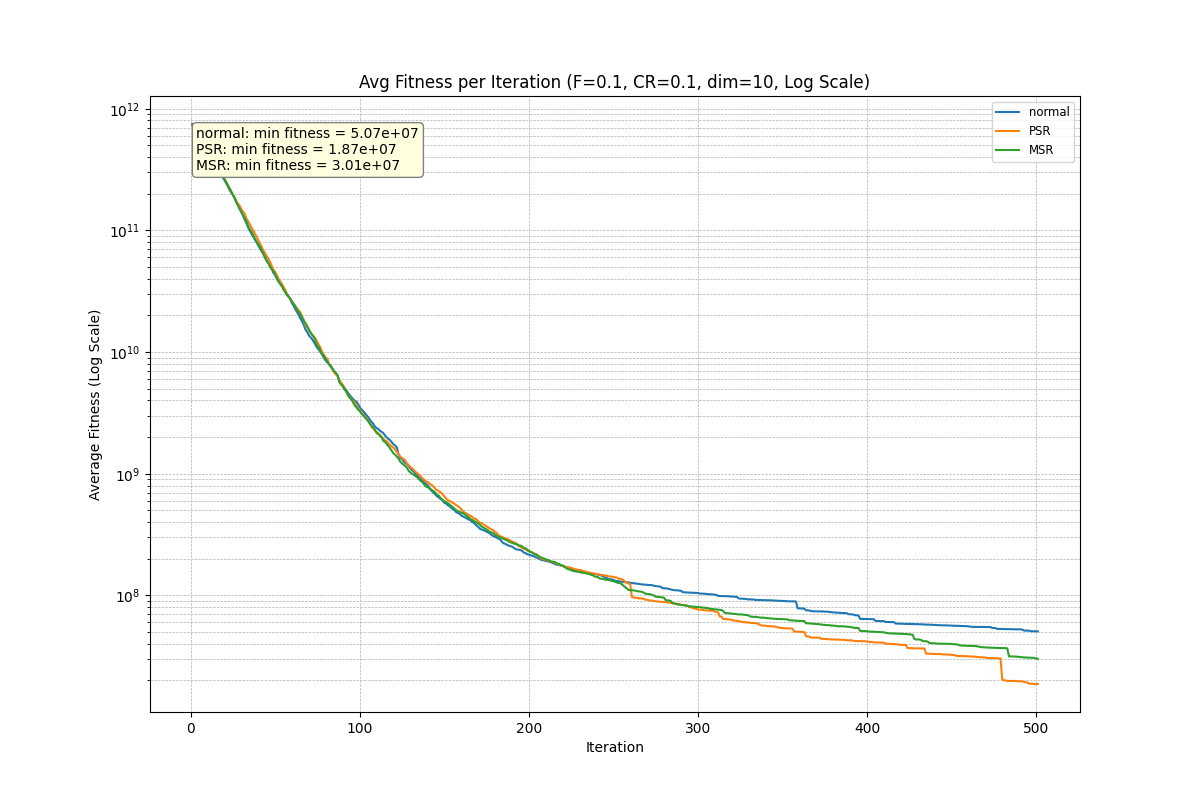 Avg Fitness per Iteration (F=0.1, CR=0.1, dim=10, Log Scale)
normal: min fitness = 5.07e+07
PSR: min fitness = 1.87e+07
MSR: min fitness = 3.01e+07
normal
PSR
MSR
Average Fitness (Log Scale)
10¹²
10¹¹
10¹⁰
10⁹
10⁸
0 100 200 300 400 500
Iteration